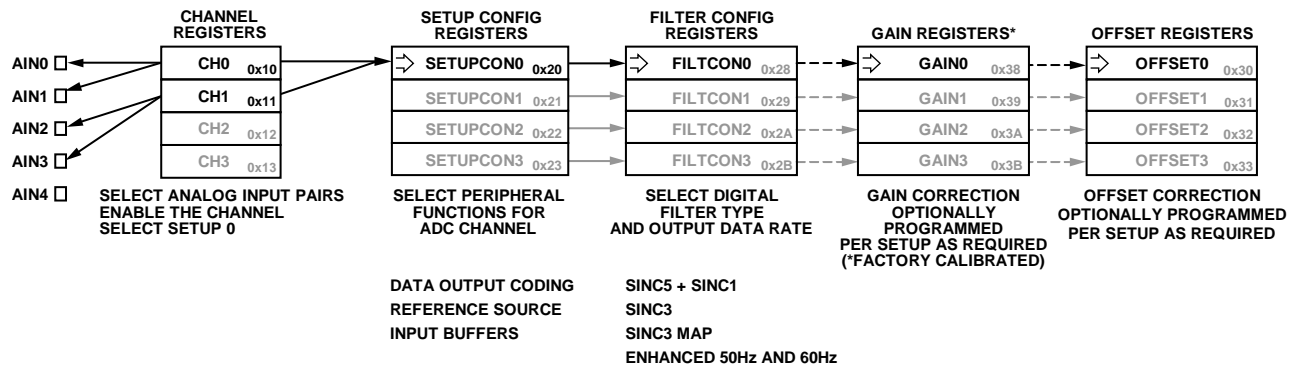 CHANNEL
REGISTERS
SETUP CONFIG
REGISTERS
FILTER CONFIG
REGISTERS
GAIN REGISTERS*
OFFSET REGISTERS
AIN0
CH0 0x10
SETUPCON0 0x20
FILTCON0 0x28
GAIN0 0x38
OFFSET0 0x30
AIN1
CH1 0x11
SETUPCON1 0x21
FILTCON1 0x29
GAIN1 0x39
OFFSET1 0x31
AIN2
CH2 0x12
SETUPCON2 0x22
FILTCON2 0x2A
GAIN2 0x3A
OFFSET2 0x32
AIN3
CH3 0x13
SETUPCON3 0x23
FILTCON3 0x2B
GAIN3 0x3B
OFFSET3 0x33
AIN4
SELECT ANALOG INPUT PAIRS
ENABLE THE CHANNEL
SELECT SETUP 0
SELECT PERIPHERAL
FUNCTIONS FOR
ADC CHANNEL
SELECT DIGITAL
FILTER TYPE
AND OUTPUT DATA RATE
GAIN CORRECTION
OPTIONALLY
PROGRAMMED
PER SETUP AS REQUIRED
(*FACTORY CALIBRATED)
OFFSET CORRECTION
OPTIONALLY PROGRAMMED
PER SETUP AS REQUIRED
DATA OUTPUT CODING
REFERENCE SOURCE
INPUT BUFFERS
SINC5 + SINC1
SINC3
SINC3 MAP
ENHANCED 50Hz AND 60Hz